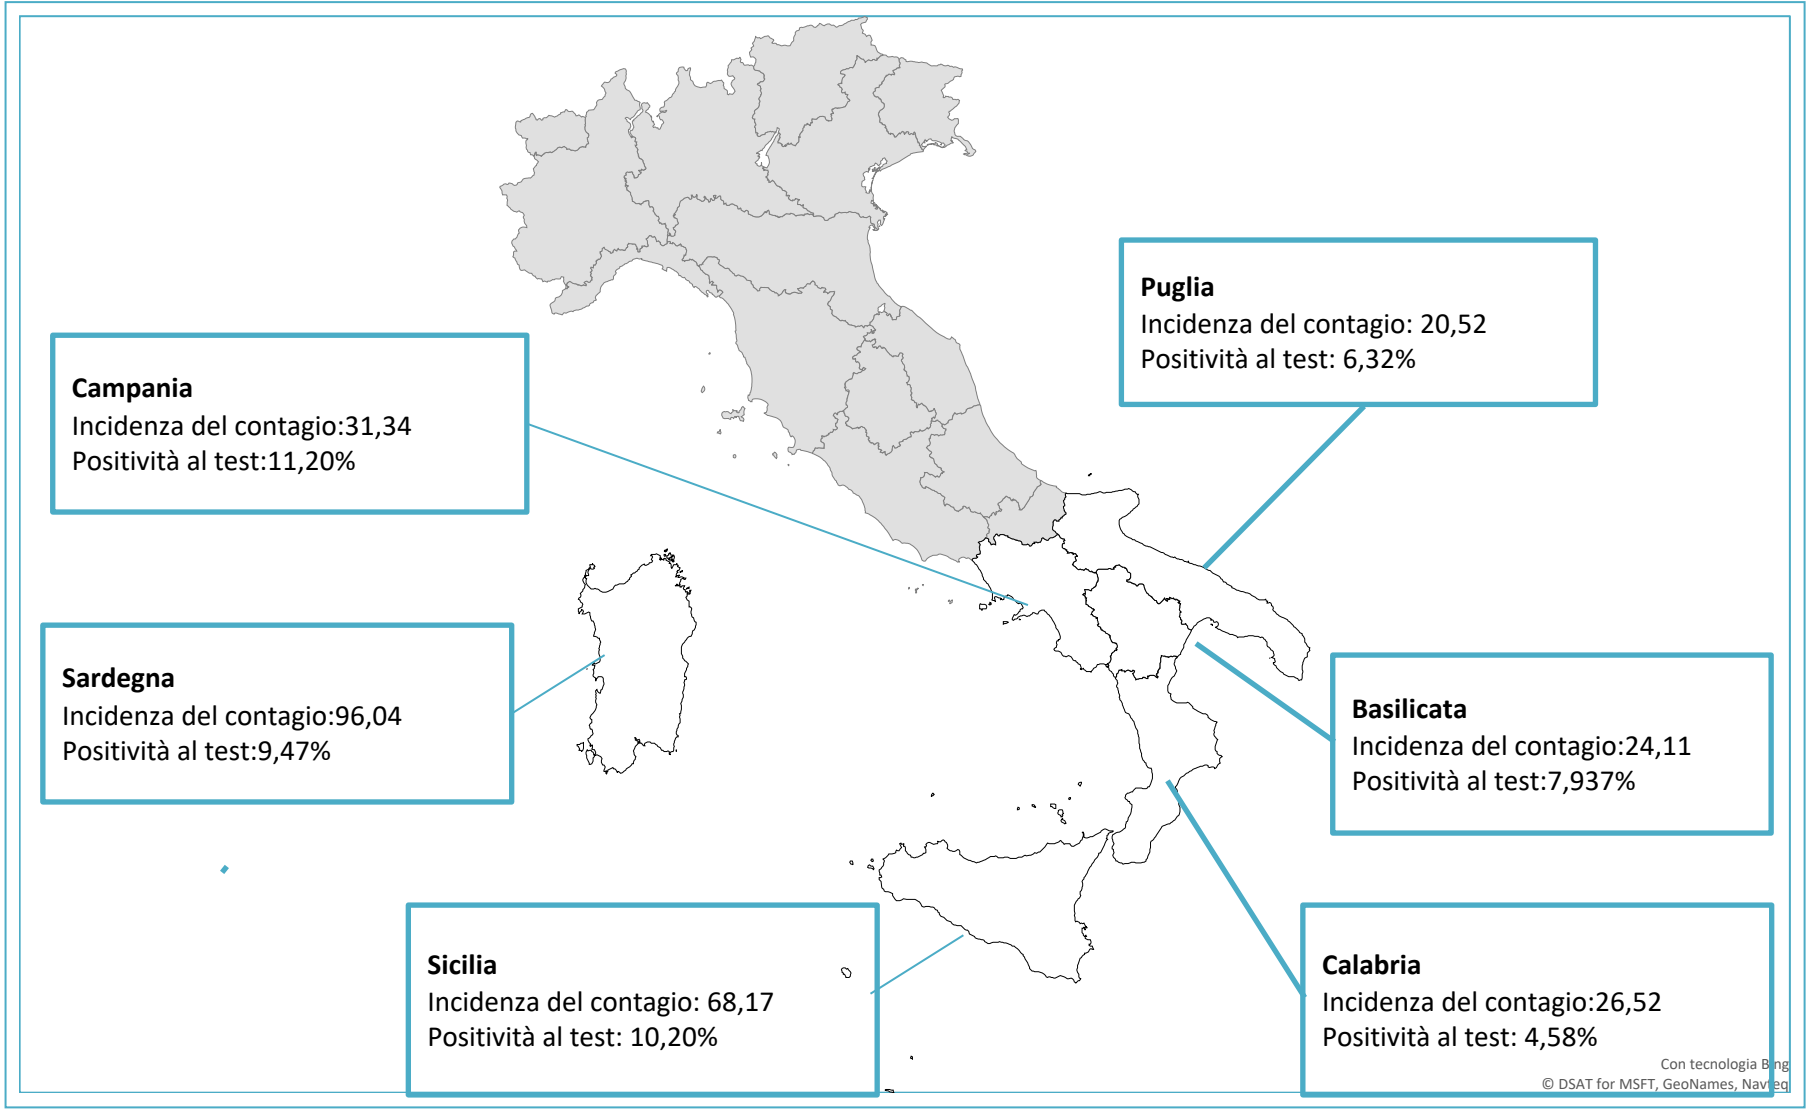 Puglia
Incidenza del contagio: 20,52
Positività al test: 6,32%
Campania
Incidenza del contagio:31,34
Positività al test:11,20%
Sardegna
Incidenza del contagio:96,04
Positività al test:9,47%
Basilicata
Incidenza del contagio:24,11
Positività al test:7,937%
Sicilia
Incidenza del contagio: 68,17
Positività al test: 10,20%
Calabria
Incidenza del contagio:26,52
Positività al test: 4,58%
Con tecnologia Bing
© DSAT for MSFT, GeoNames, Navteq